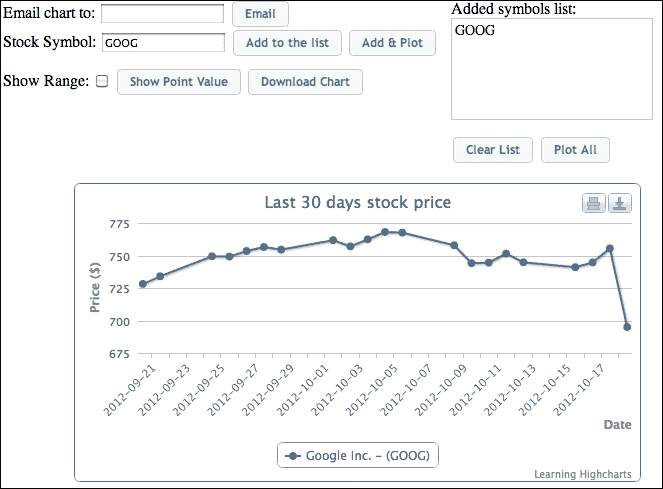 Email chart to: Email
Stock Symbol: GOOG Add to the list Add & Plot
Show Range: Show Point Value Download Chart
Added symbols list:
GOOG
Clear List Plot All
Last 30 days stock price
Price ($)
775
750
725
700
675
2012-09-21
2012-09-23
2012-09-25
2012-09-27
2012-09-29
2012-10-01
2012-10-03
2012-10-05
2012-10-07
2012-10-09
2012-10-11
2012-10-13
2012-10-15
2012-10-17
Date
Google Inc. - (GOOG)
Learning Highcharts